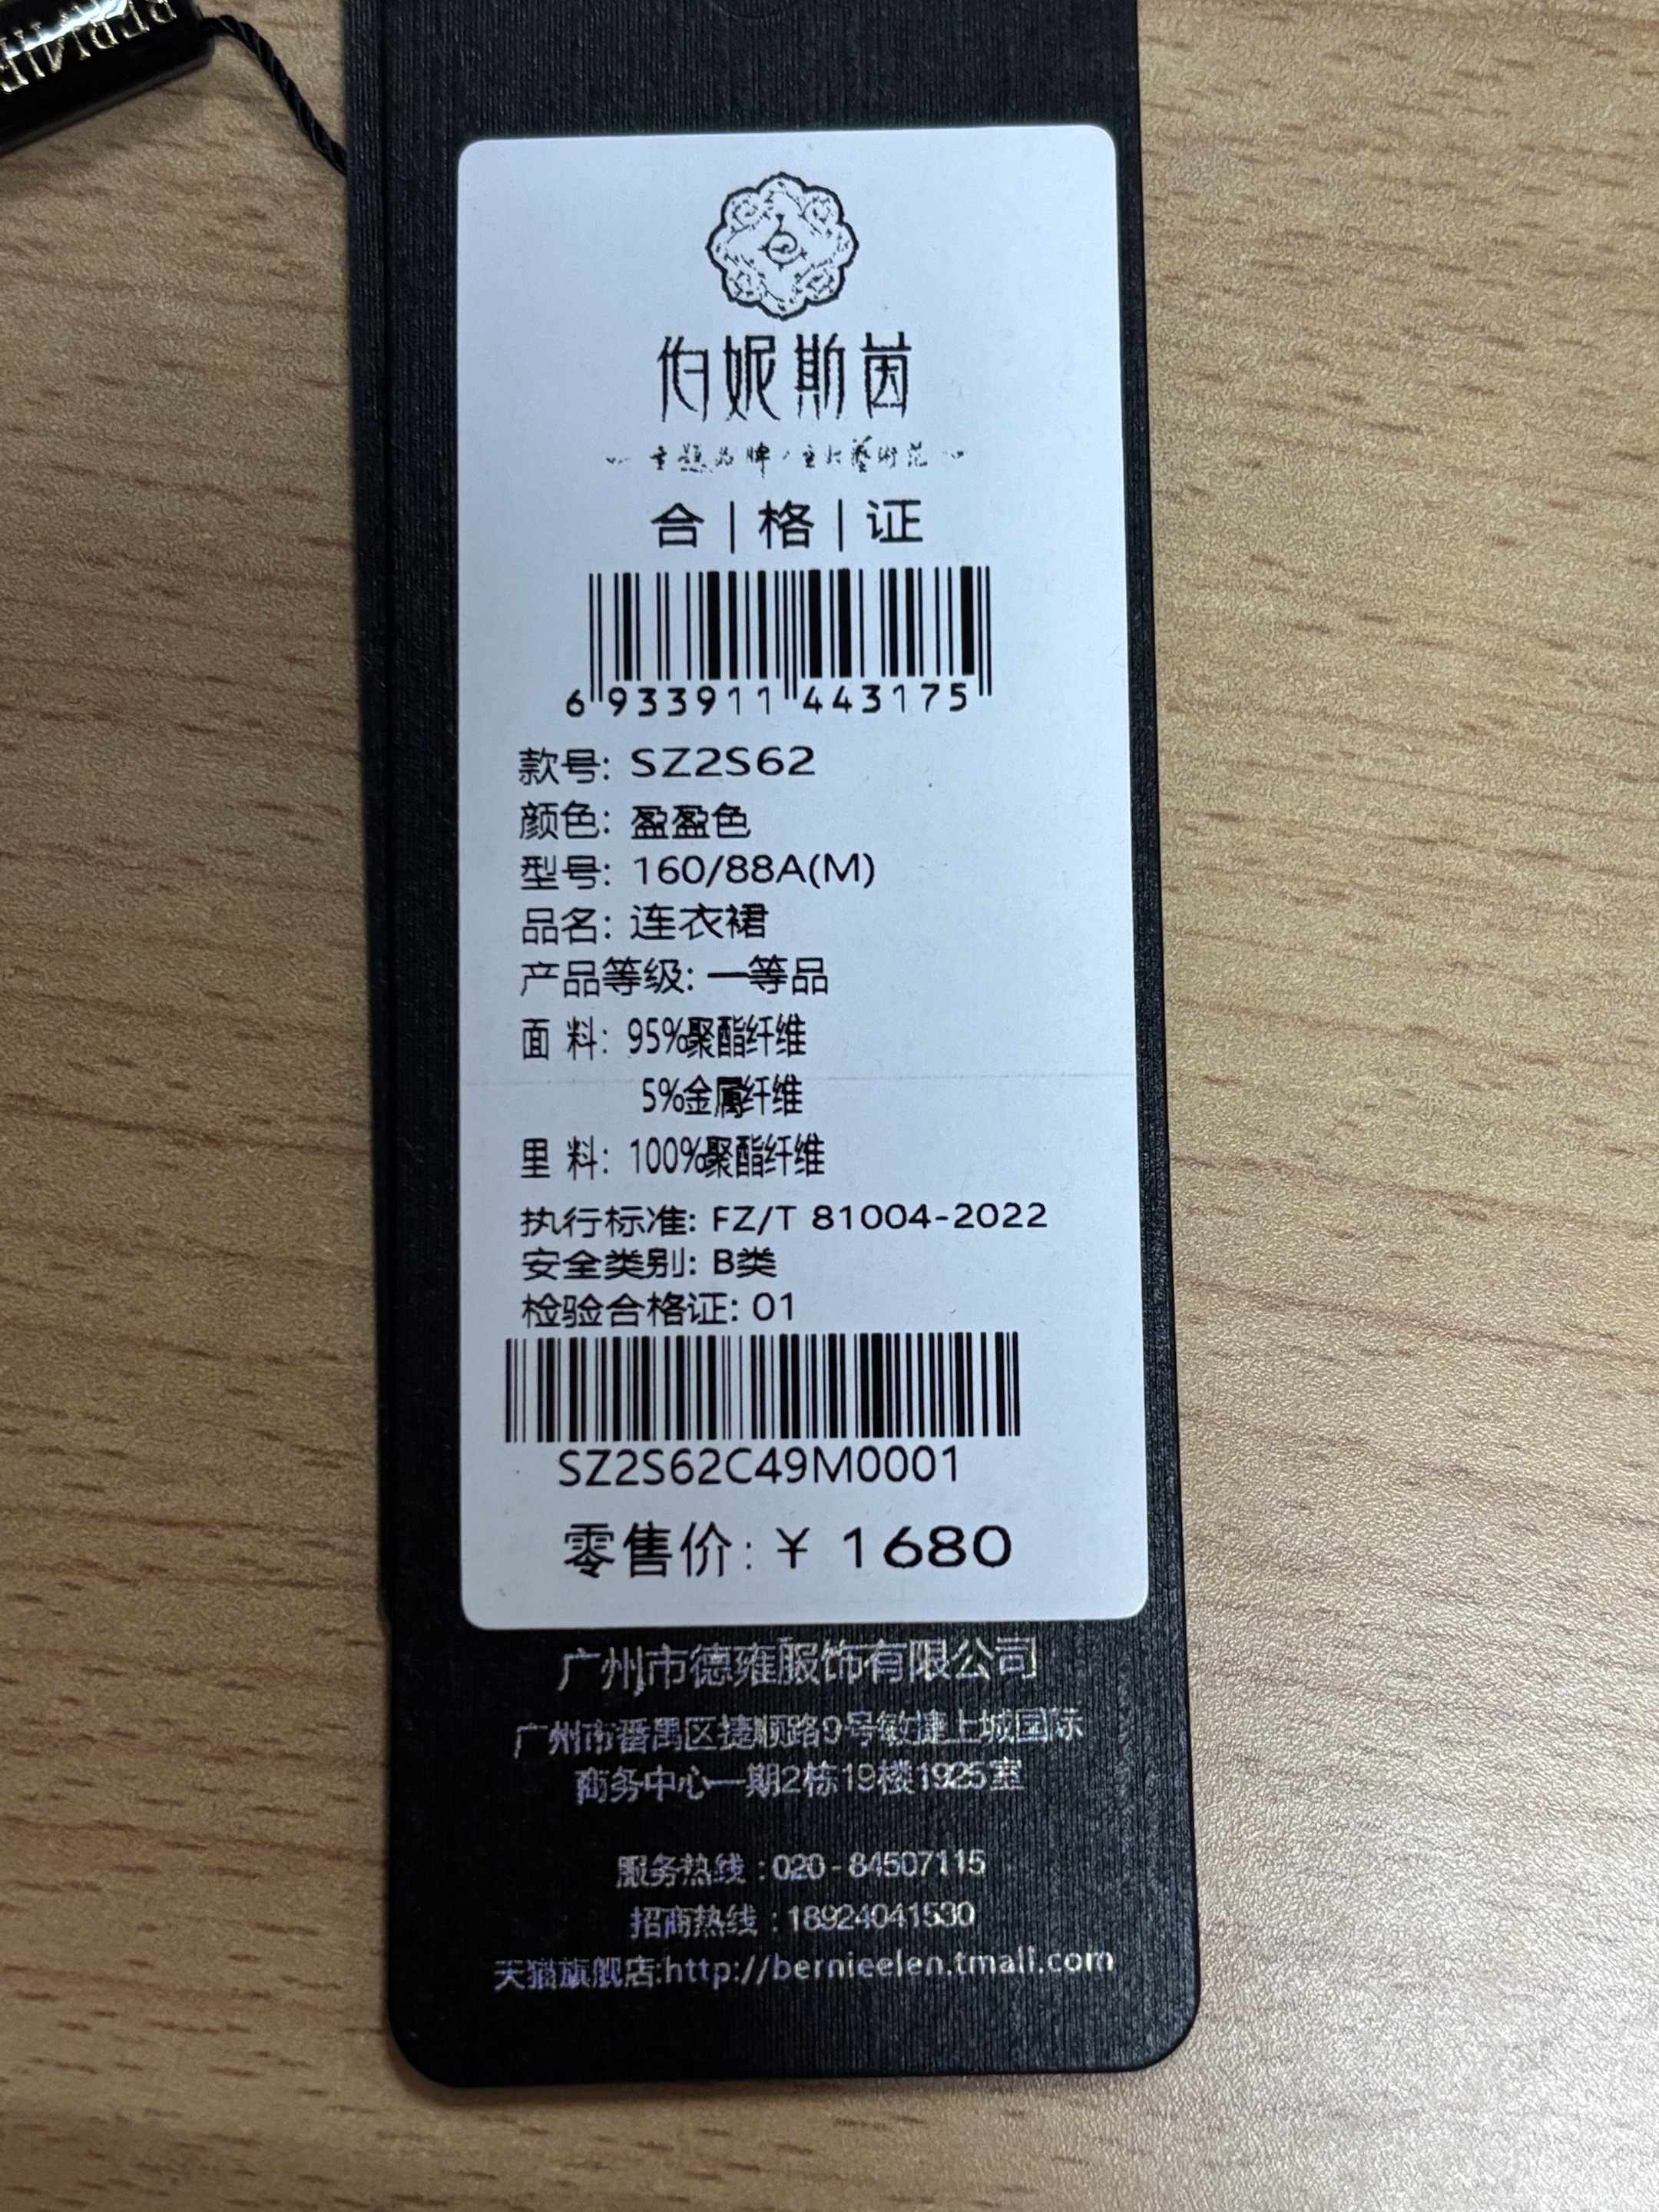 伯妮斯茵
合|格|证
6 933911 443175
款号: SZ2S62
颜色: 盈盈色
型号: 160/88A(M)
品名: 连衣裙
产品等级: 一等品
面 料: 95%聚酯纤维
5%金属纤维
里 料: 100%聚酯纤维
执行标准: FZ/T 81004-2022
安全类别: B类
检验合格证: 01
SZ2S62C49M0001
零售价: ¥ 1680
广州市德雍服饰有限公司
广州市番禺区捷顺路9号敏捷上城国际
商务中心一期2栋19楼1925室
服务热线:020-84507115
招商热线:18924041530
天猫旗舰店:http://bernieelen.tmall.com